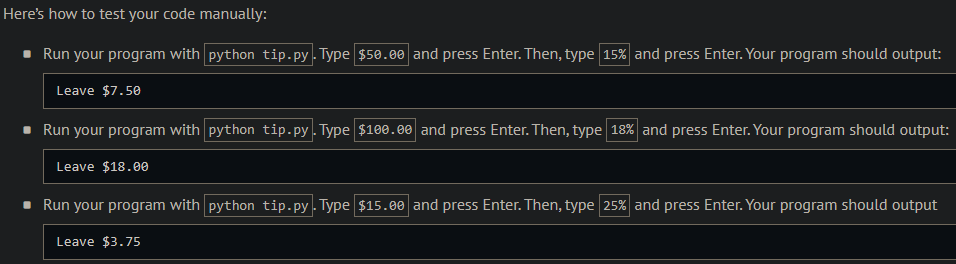 Here’s how to test your code manually:
Run your program with python tip.py. Type $50.00 and press Enter. Then, type 15% and press Enter. Your program should output:
Leave $7.50
Run your program with python tip.py. Type $100.00 and press Enter. Then, type 18% and press Enter. Your program should output:
Leave $18.00
Run your program with python tip.py. Type $15.00 and press Enter. Then, type 25% and press Enter. Your program should output
Leave $3.75